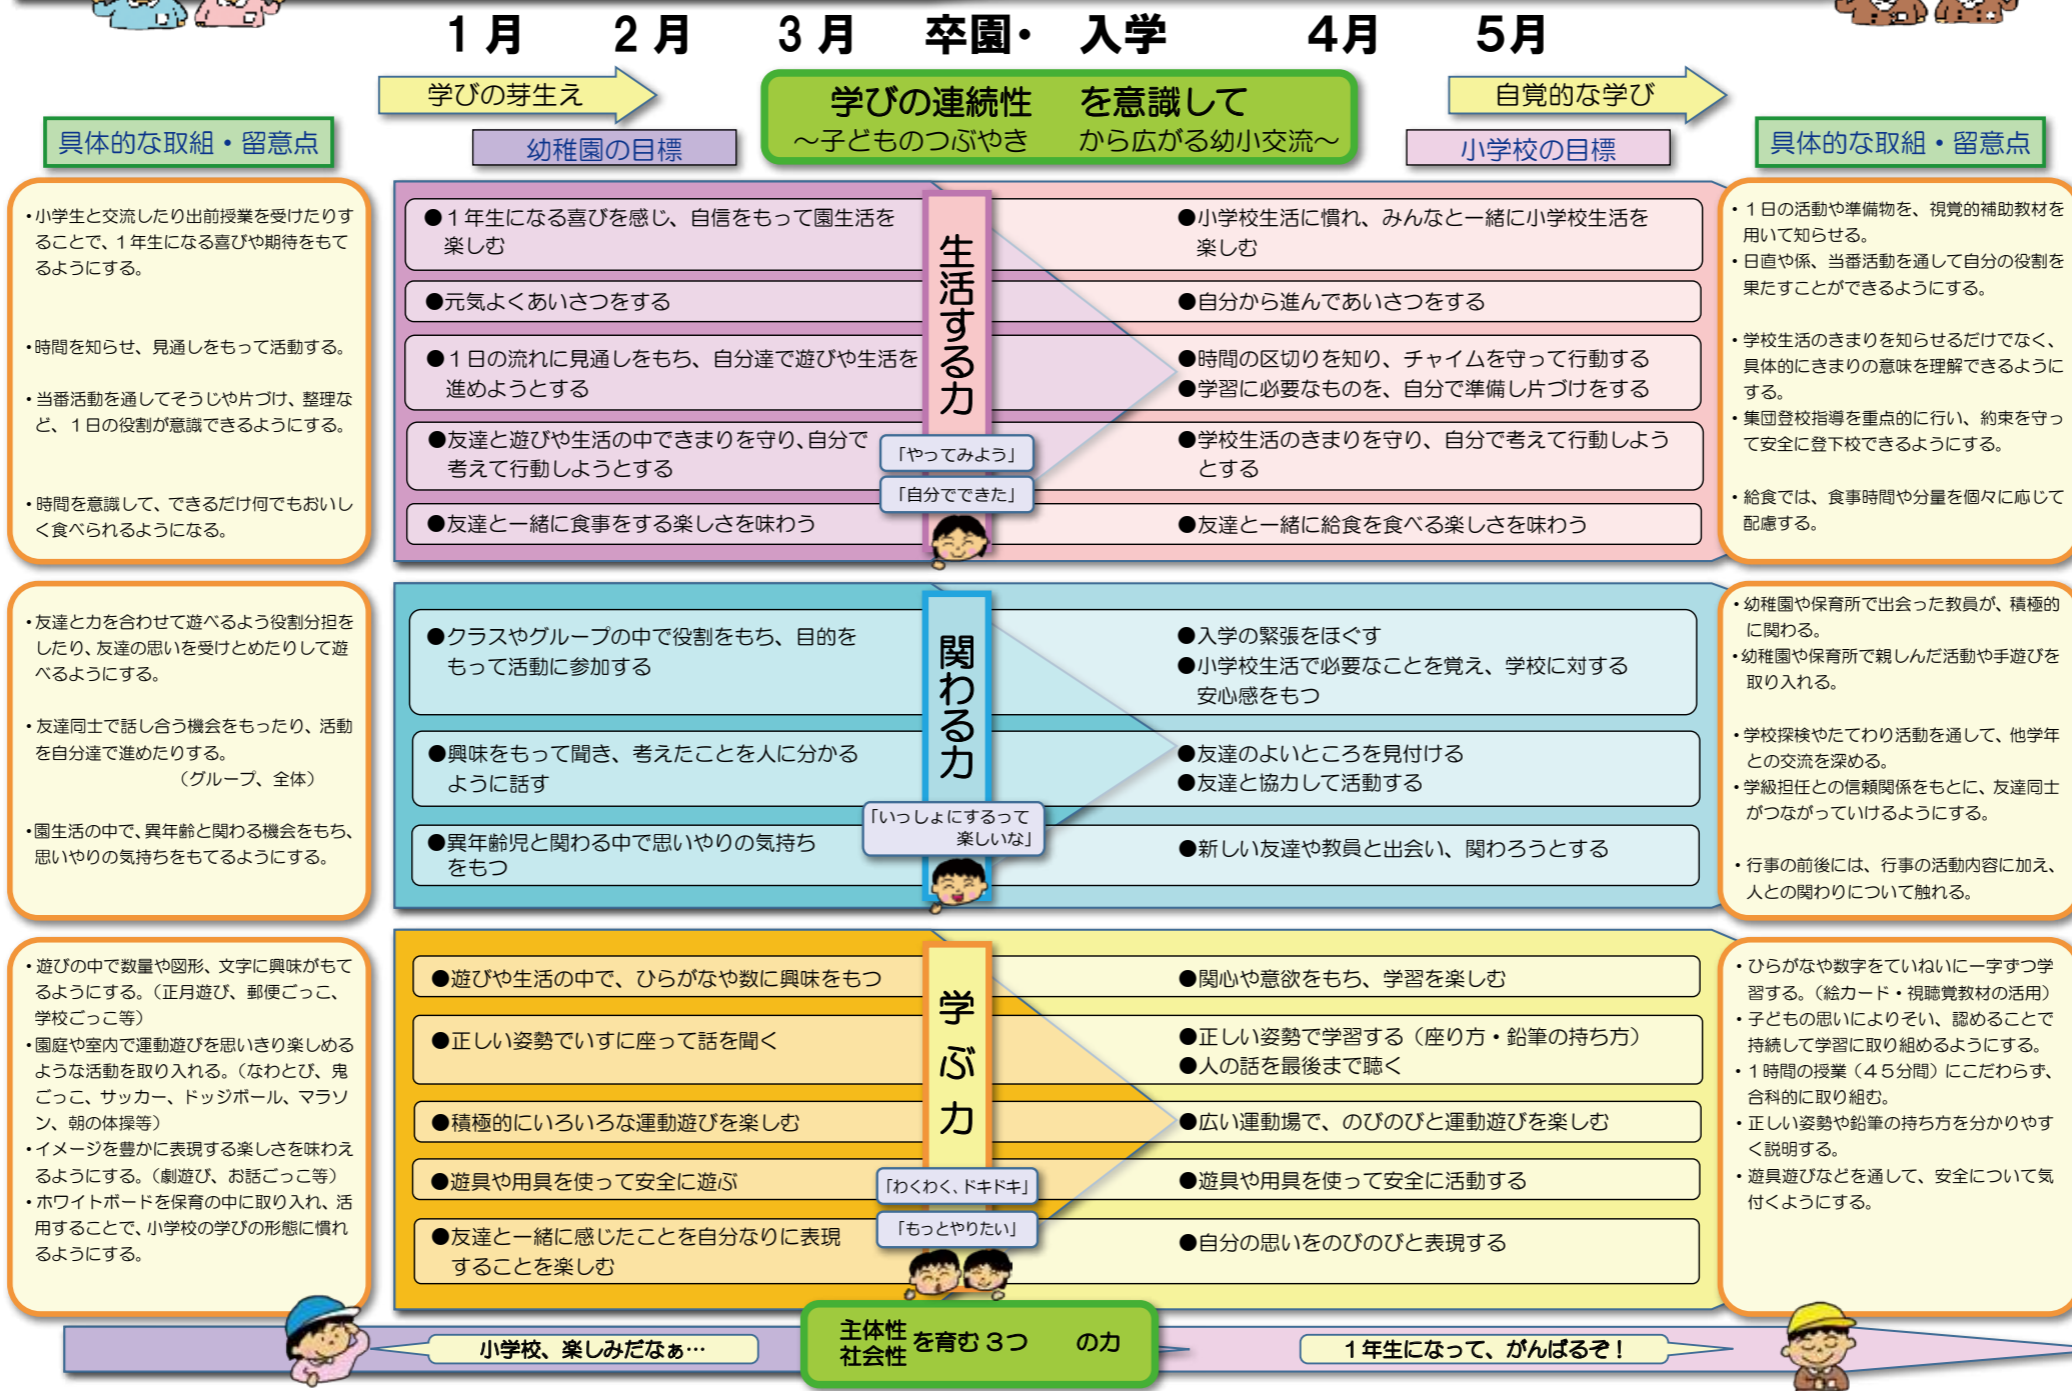 1月 2月 3月 卒園・ 入学 4月 5月
学びの芽生え
学びの連続性 を意識して
～子どものつぶやき から広がる幼小交流～
自覚的な学び
具体的な取組・留意点
幼稚園の目標
小学校の目標
具体的な取組・留意点
・小学生と交流したり出前授業を受けたりす
ることで、1年生になる喜びや期待をもて
るようにする。
・時間を知らせ、見通しをもって活動する。
・当番活動を通してそうじや片づけ、整理な
ど、1日の役割が意識できるようにする。
・時間を意識して、できるだけ何でもおいし
く食べられるようになる。
●1年生になる喜びを感じ、自信をもって園生活を
楽しむ
●元気よくあいさつをする
●1日の流れに見通しをもち、自分達で遊びや生活を
進めようとする
●友達と遊びや生活の中できまりを守り、自分で
考えて行動しようとする
●友達と一緒に食事をする楽しさを味わう
生活する力
「やってみよう」
「自分でできた」
●小学校生活に慣れ、みんなと一緒に小学校生活を
楽しむ
●自分から進んであいさつをする
●時間の区切りを知り、チャイムを守って行動する
●学習に必要なものを、自分で準備し片づけをする
●学校生活のきまりを守り、自分で考えて行動しよう
とする
●友達と一緒に給食を食べる楽しさを味わう
・1日の活動や準備物を、視覚的補助教材を
用いて知らせる。
・日直や係、当番活動を通して自分の役割を
果たすことができるようにする。
・学校生活のきまりを知らせるだけでなく、
具体的にきまりの意味を理解できるように
する。
・集団登校指導を重点的に行い、約束を守っ
て安全に登下校できるようにする。
・給食では、食事時間や分量を個々に応じて
配慮する。
・友達と力を合わせて遊べるよう役割分担を
したり、友達の思いを受けとめたりして遊
べるようにする。
・友達同士で話し合う機会をもったり、活動
を自分達で進めたりする。
（グループ、全体）
・園生活の中で、異年齢と関わる機会をもち、
思いやりの気持ちをもてるようにする。
●クラスやグループの中で役割をもち、目的を
もって活動に参加する
●興味をもって聞き、考えたことを人に分かる
ように話す
●異年齢児と関わる中で思いやりの気持ち
をもつ
関わる力
「いっしょにするって
楽しいな」
●入学の緊張をほぐす
●小学校生活で必要なことを覚え、学校に対する
安心感をもつ
●友達のよいところを見付ける
●友達と協力して活動する
●新しい友達や教員と出会い、関わろうとする
・幼稚園や保育所で出会った教員が、積極的
に関わる。
・幼稚園や保育所で親しんだ活動や手遊びを
取り入れる。
・学校探検やたてわり活動を通して、他学年
との交流を深める。
・学級担任との信頼関係をもとに、友達同士
がつながっていけるようにする。
・行事の前後には、行事の活動内容に加え、
人との関わりについて触れる。
・遊びの中で数量や図形、文字に興味がもて
るようにする。（正月遊び、郵便ごっこ、
学校ごっこ等）
・園庭や室内で運動遊びを思いきり楽しめる
ような活動を取り入れる。（なわとび、鬼
ごっこ、サッカー、ドッジボール、マラソ
ン、朝の体操等）
・イメージを豊かに表現する楽しさを味わえ
るようにする。（劇遊び、お話ごっこ等）
・ホワイトボードを保育の中に取り入れ、活
用することで、小学校の学びの形態に慣れ
るようにする。
●遊びや生活の中で、ひらがなや数に興味をもつ
●正しい姿勢でいすに座って話を聞く
●積極的にいろいろな運動遊びを楽しむ
●遊具や用具を使って安全に遊ぶ
●友達と一緒に感じたことを自分なりに表現
することを楽しむ
学ぶ力
「わくわく、ドキドキ」
「もっとやりたい」
●関心や意欲をもち、学習を楽しむ
●正しい姿勢で学習する（座り方・鉛筆の持ち方）
●人の話を最後まで聴く
●広い運動場で、のびのびと運動遊びを楽しむ
●遊具や用具を使って安全に活動する
●自分の思いをのびのびと表現する
・ひらがなや数字をていねいに一字ずつ学
習する。（絵カード・視聴覚教材の活用）
・子どもの思いによりそい、認めることで
持続して学習に取り組めるようにする。
・1時間の授業（45分間）にこだわらず、
合科的に取り組む。
・正しい姿勢や鉛筆の持ち方を分かりやす
く説明する。
・遊具遊びなどを通して、安全について気
付くようにする。
小学校、楽しみだなぁ…
主体性
社会性
を育む3つ の力
1年生になって、がんばるぞ！